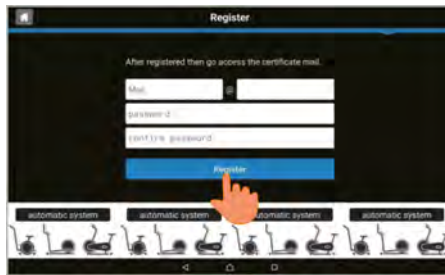 Register
After registered then go access the certificate mail.
Mail @
password
confirm password
Register
automatic system automatic system automatic system automatic system